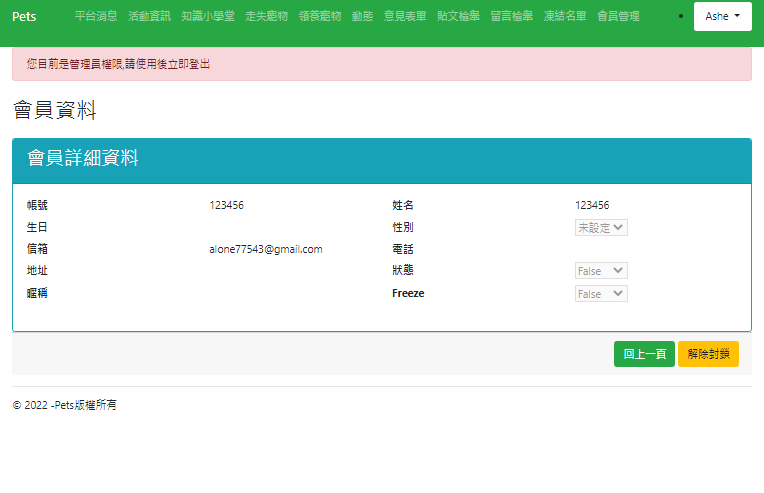 Pets 平台消息 活動資訊 知識小學堂 走失寵物 領養寵物 動態 意見表單 貼文檢舉 留言檢舉 凍結名單 會員管理 Ashe
您目前是管理員權限,請使用後立即登出
會員資料
會員詳細資料
帳號 123456 姓名 123456
生日 性別 未設定
信箱 alone77543@gmail.com 電話
地址 狀態 False
暱稱 Freeze False
回上一頁 解除封鎖
© 2022 -Pets版權所有